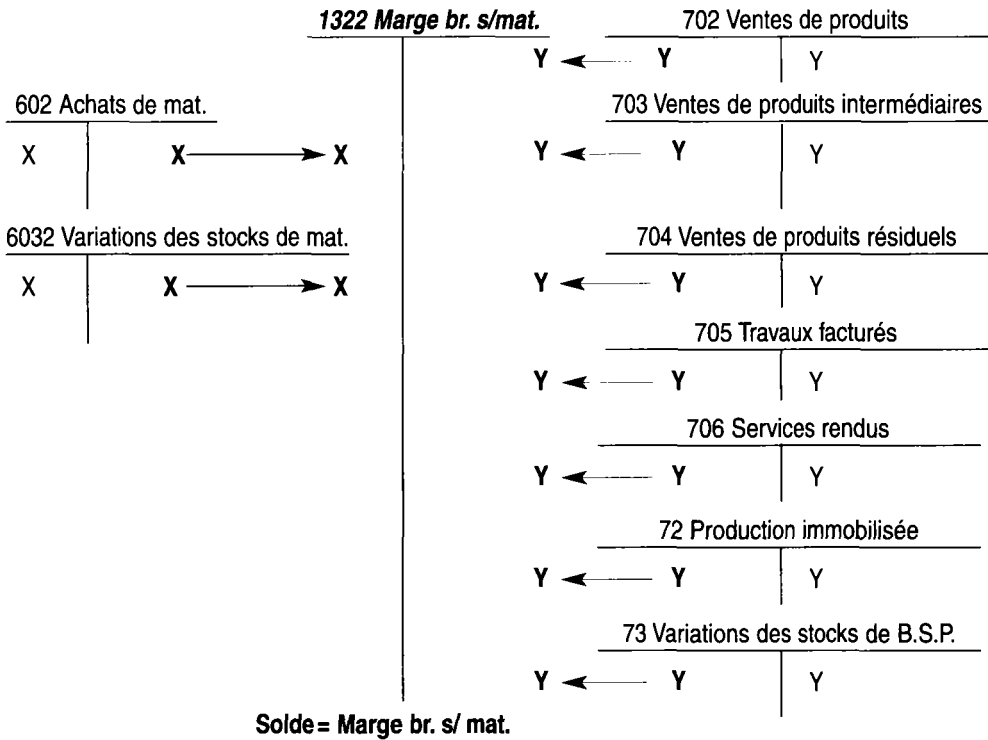 1322 Marge br. s/mat.
702 Ventes de produits
Y Y Y
602 Achats de mat.
703 Ventes de produits intermédiaires
X X X Y Y Y
6032 Variations des stocks de mat.
704 Ventes de produits résiduels
X X X Y Y Y
705 Travaux facturés
Y Y Y
706 Services rendus
Y Y Y
72 Production immobilisée
Y Y Y
73 Variations des stocks de B.S.P.
Y Y Y
Solde= Marge br. s/ mat.